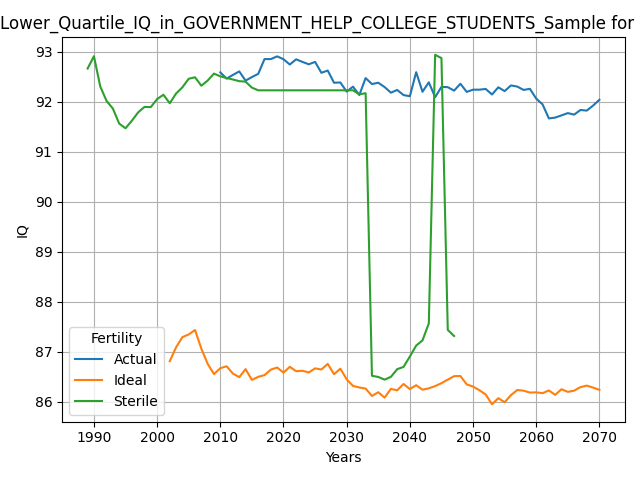 Lower_Quartile_IQ_in_GOVERNMENT_HELP_COLLEGE_STUDENTS_Sample for
93
92
91
90
89
88
87
86
IQ
Fertility
Actual
Ideal
Sterile
1990 2000 2010 2020 2030 2040 2050 2060 2070
Years